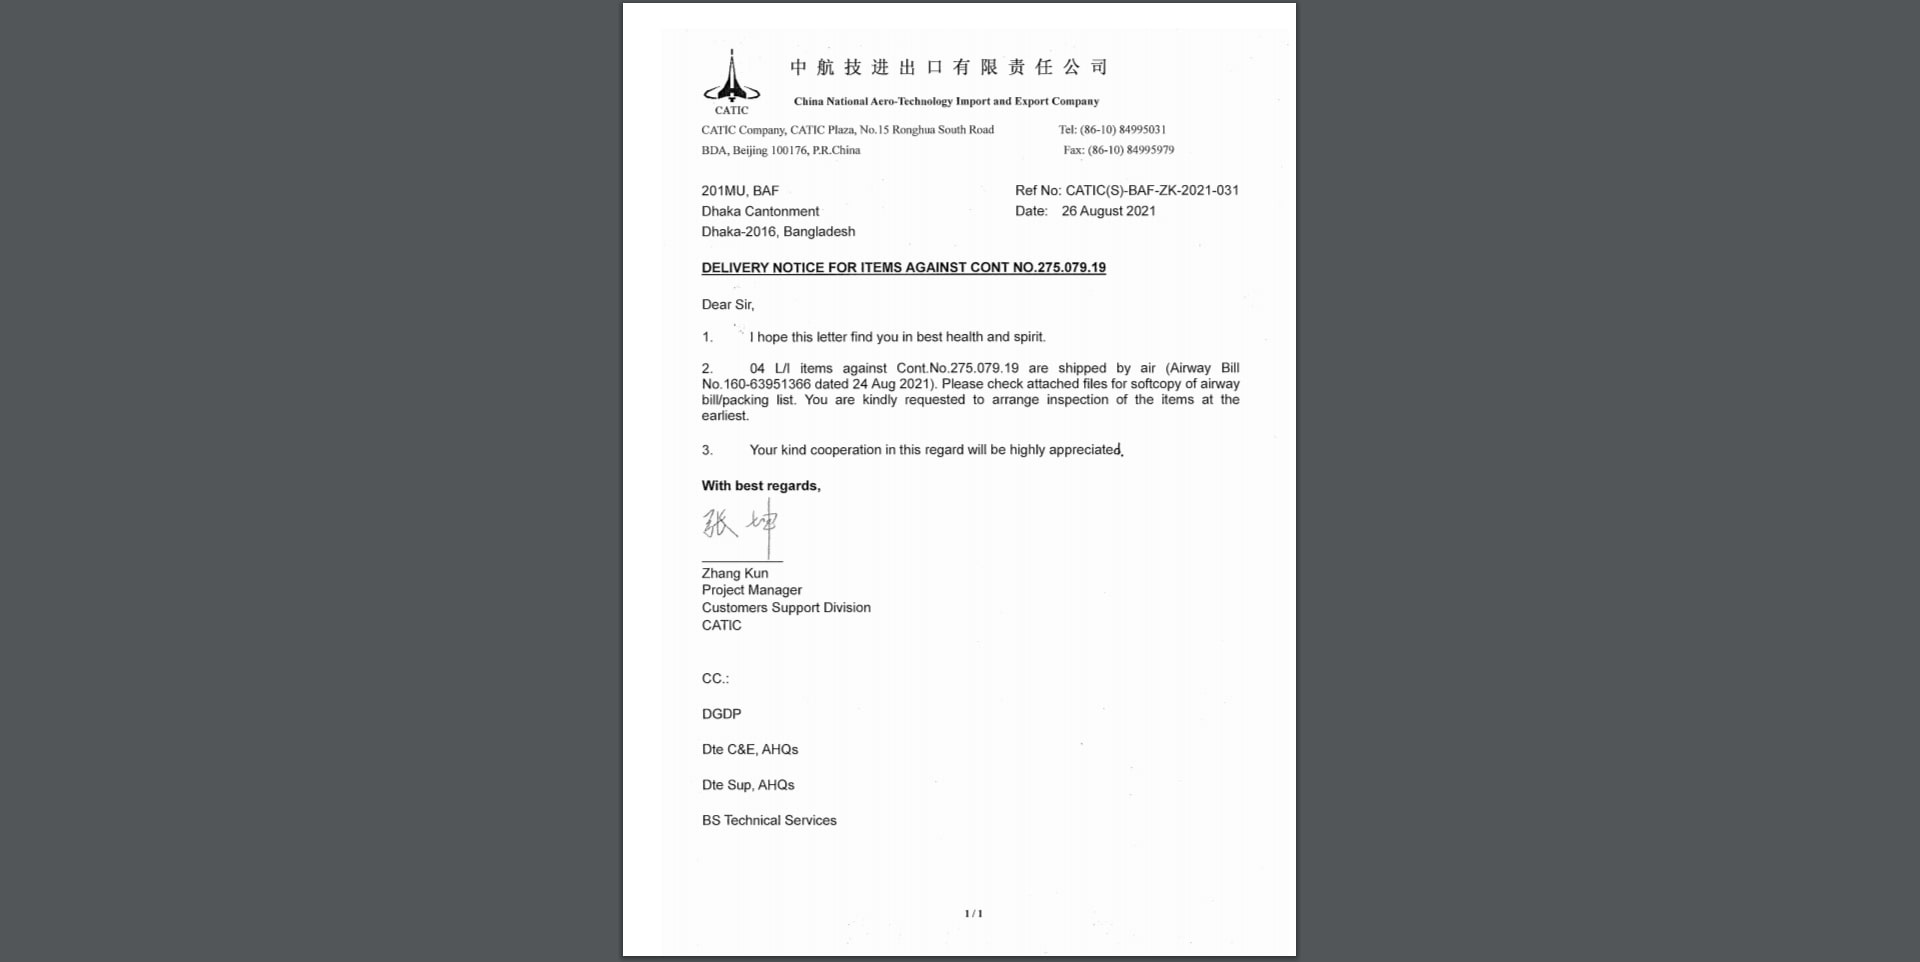 中航技进出口有限责任公司
CATIC
China National Aero-Technology Import and Export Company
CATIC Company, CATIC Plaza, No.15 Ronghua South Road
Tel: (86-10) 84995031
BDA, Beijing 100176, P.R.China
Fax: (86-10) 84995979
201MU, BAF
Ref No: CATIC(S)-BAF-ZK-2021-031
Dhaka Cantonment
Date: 26 August 2021
Dhaka-2016, Bangladesh
DELIVERY NOTICE FOR ITEMS AGAINST CONT NO.275.079.19
Dear Sir,
1. I hope this letter find you in best health and spirit.
2. 04 L/I items against Cont.No.275.079.19 are shipped by air (Airway Bill
No.160-63951366 dated 24 Aug 2021). Please check attached files for softcopy of airway
bill/packing list. You are kindly requested to arrange inspection of the items at the
earliest.
3. Your kind cooperation in this regard will be highly appreciated.
With best regards,
张坤
Zhang Kun
Project Manager
Customers Support Division
CATIC
CC.:
DGDP
Dte C&E, AHQs
Dte Sup, AHQs
BS Technical Services
1 / 1